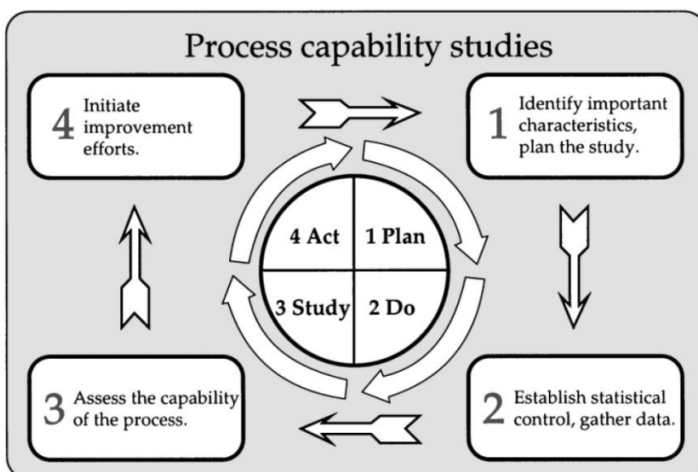 Process capability studies
4 Initiate
improvement
efforts.
1 Identify important
characteristics,
plan the study.
4 Act
1 Plan
3 Study
2 Do
3 Assess the capability
of the process.
2 Establish statistical
control, gather data.